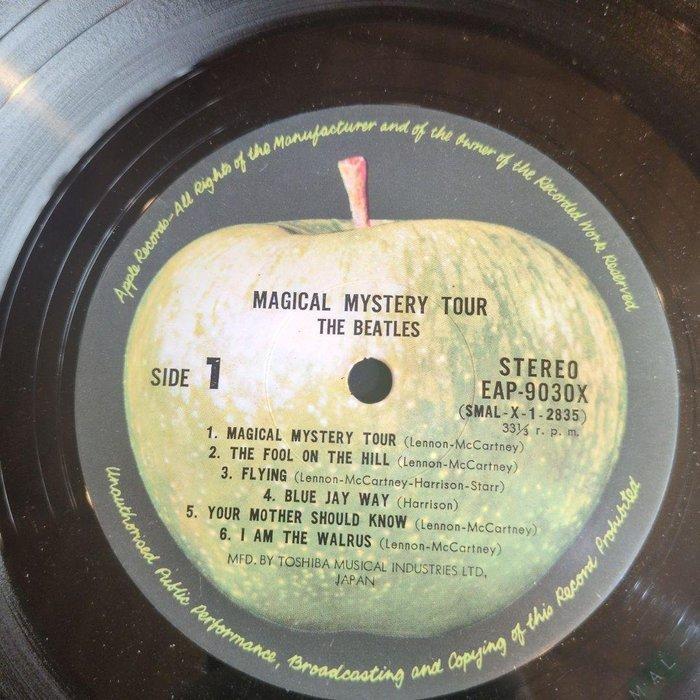 Apple Records-All Rights of the Manufacturer and of the Owner of the Recorded Work Reserved
MAGICAL MYSTERY TOUR
THE BEATLES
SIDE 1
STEREO
EAP-9030X
(SMAL-X-1-2835)
33⅓ r. p. m.
1. MAGICAL MYSTERY TOUR (Lennon-McCartney)
2. THE FOOL ON THE HILL (Lennon-McCartney)
3. FLYING (Lennon-McCartney-Harrison-Starr)
4. BLUE JAY WAY (Harrison)
5. YOUR MOTHER SHOULD KNOW (Lennon-McCartney)
6. I AM THE WALRUS (Lennon-McCartney)
MFD. BY TOSHIBA MUSICAL INDUSTRIES LTD,
JAPAN
Unauthorised Public Performance, Broadcasting and Copying of this Record Prohibited